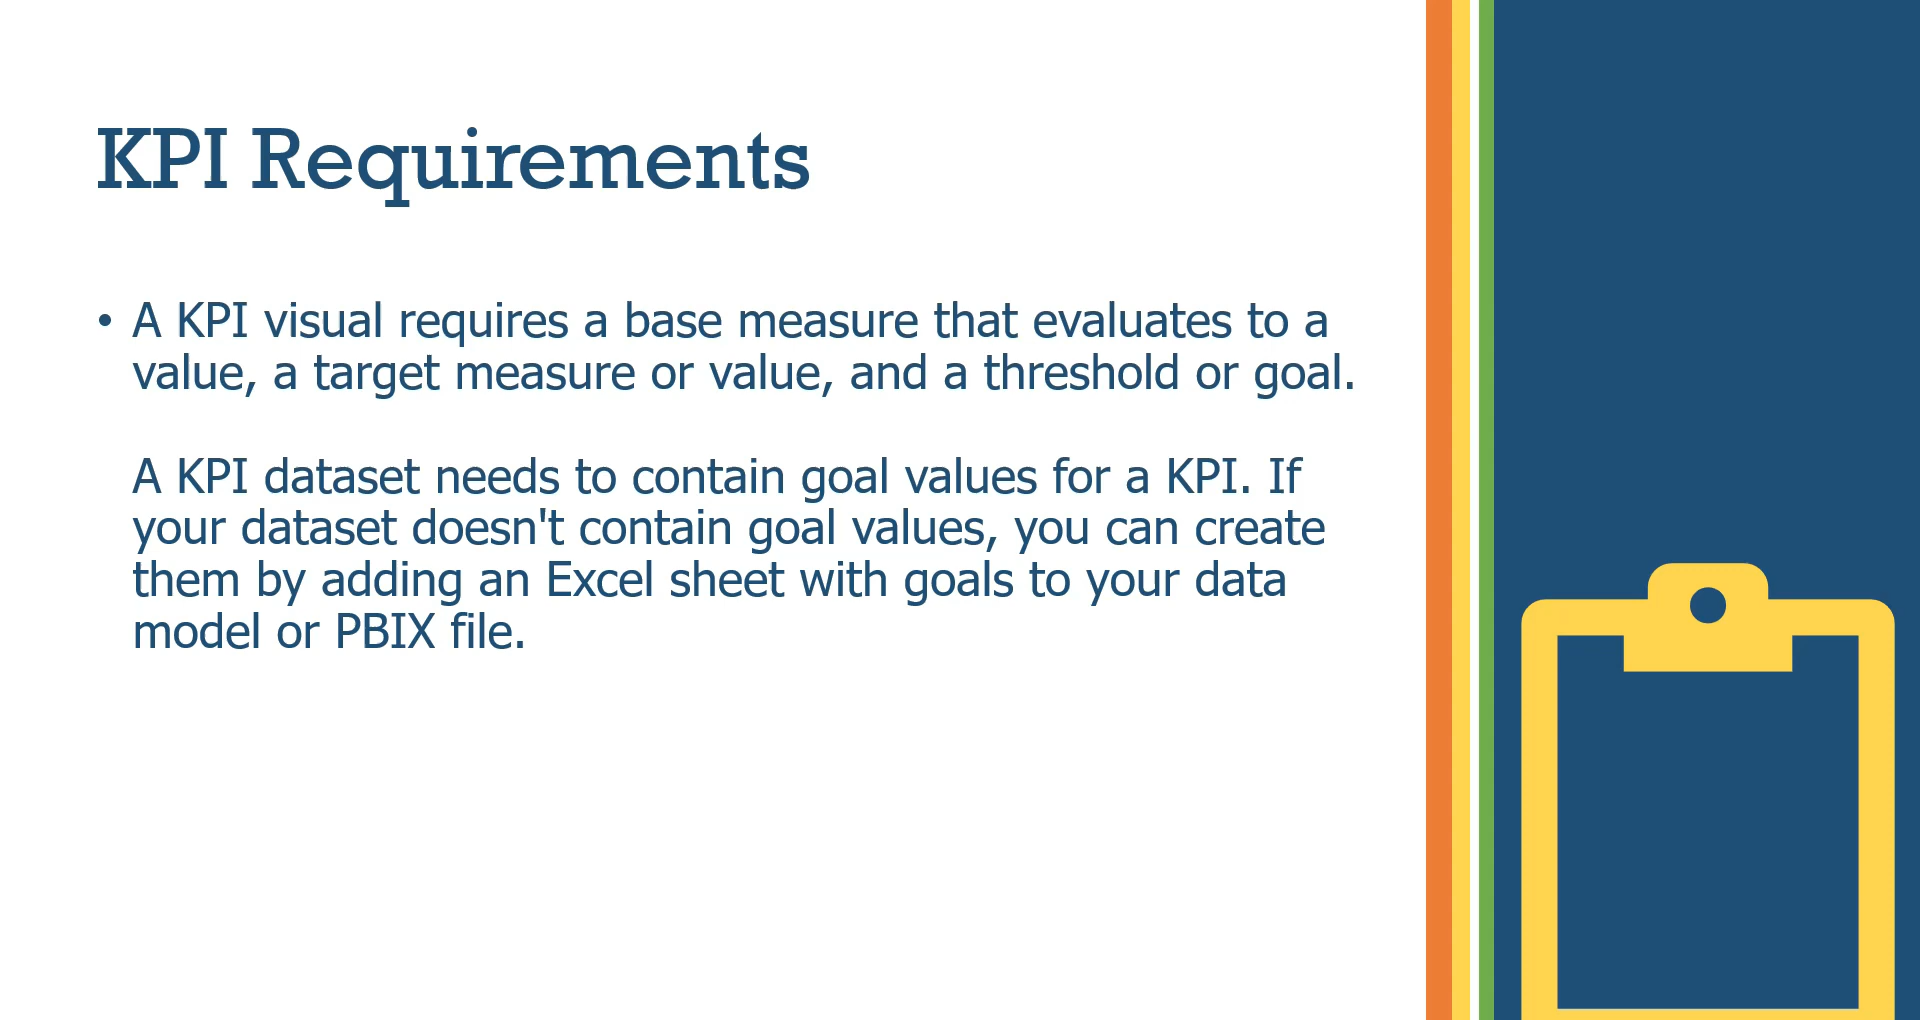 KPI Requirements
• A KPI visual requires a base measure that evaluates to a
value, a target measure or value, and a threshold or goal.
A KPI dataset needs to contain goal values for a KPI. If
your dataset doesn't contain goal values, you can create
them by adding an Excel sheet with goals to your data
model or PBIX file.